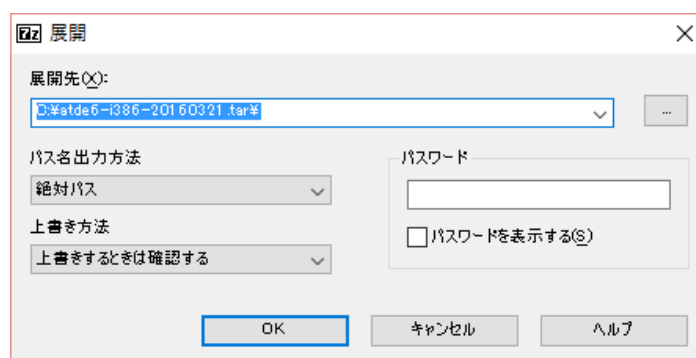 7z 展開
展開先(X):
C:¥atde6-i386-20160321.tar¥
...
パス名出力方法
絶対パス
上書き方法
上書きするときは確認する
パスワード
パスワードを表示する(S)
OK
キャンセル
ヘルプ